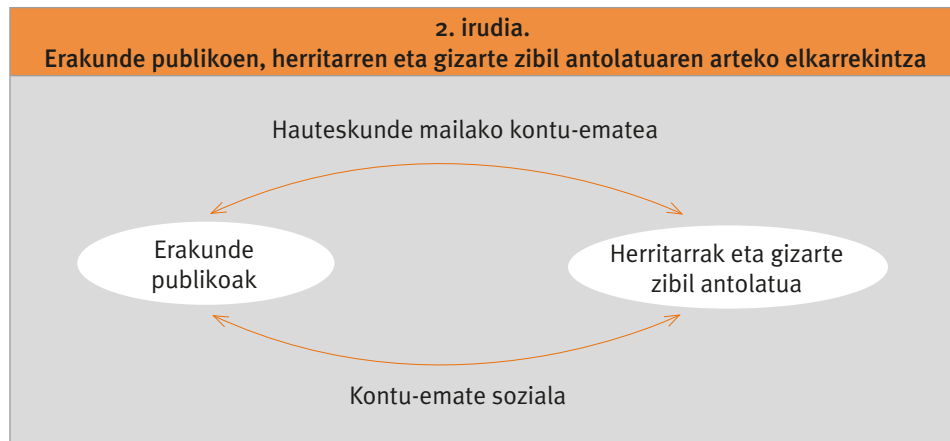 2. irudia.
Erakunde publikoen, herritarren eta gizarte zibil antolatuaren arteko elkarrekintza
Hauteskunde mailako kontu-ematea
Erakunde
publikoak
Herritarrak eta gizarte
zibil antolatua
Kontu-emate soziala